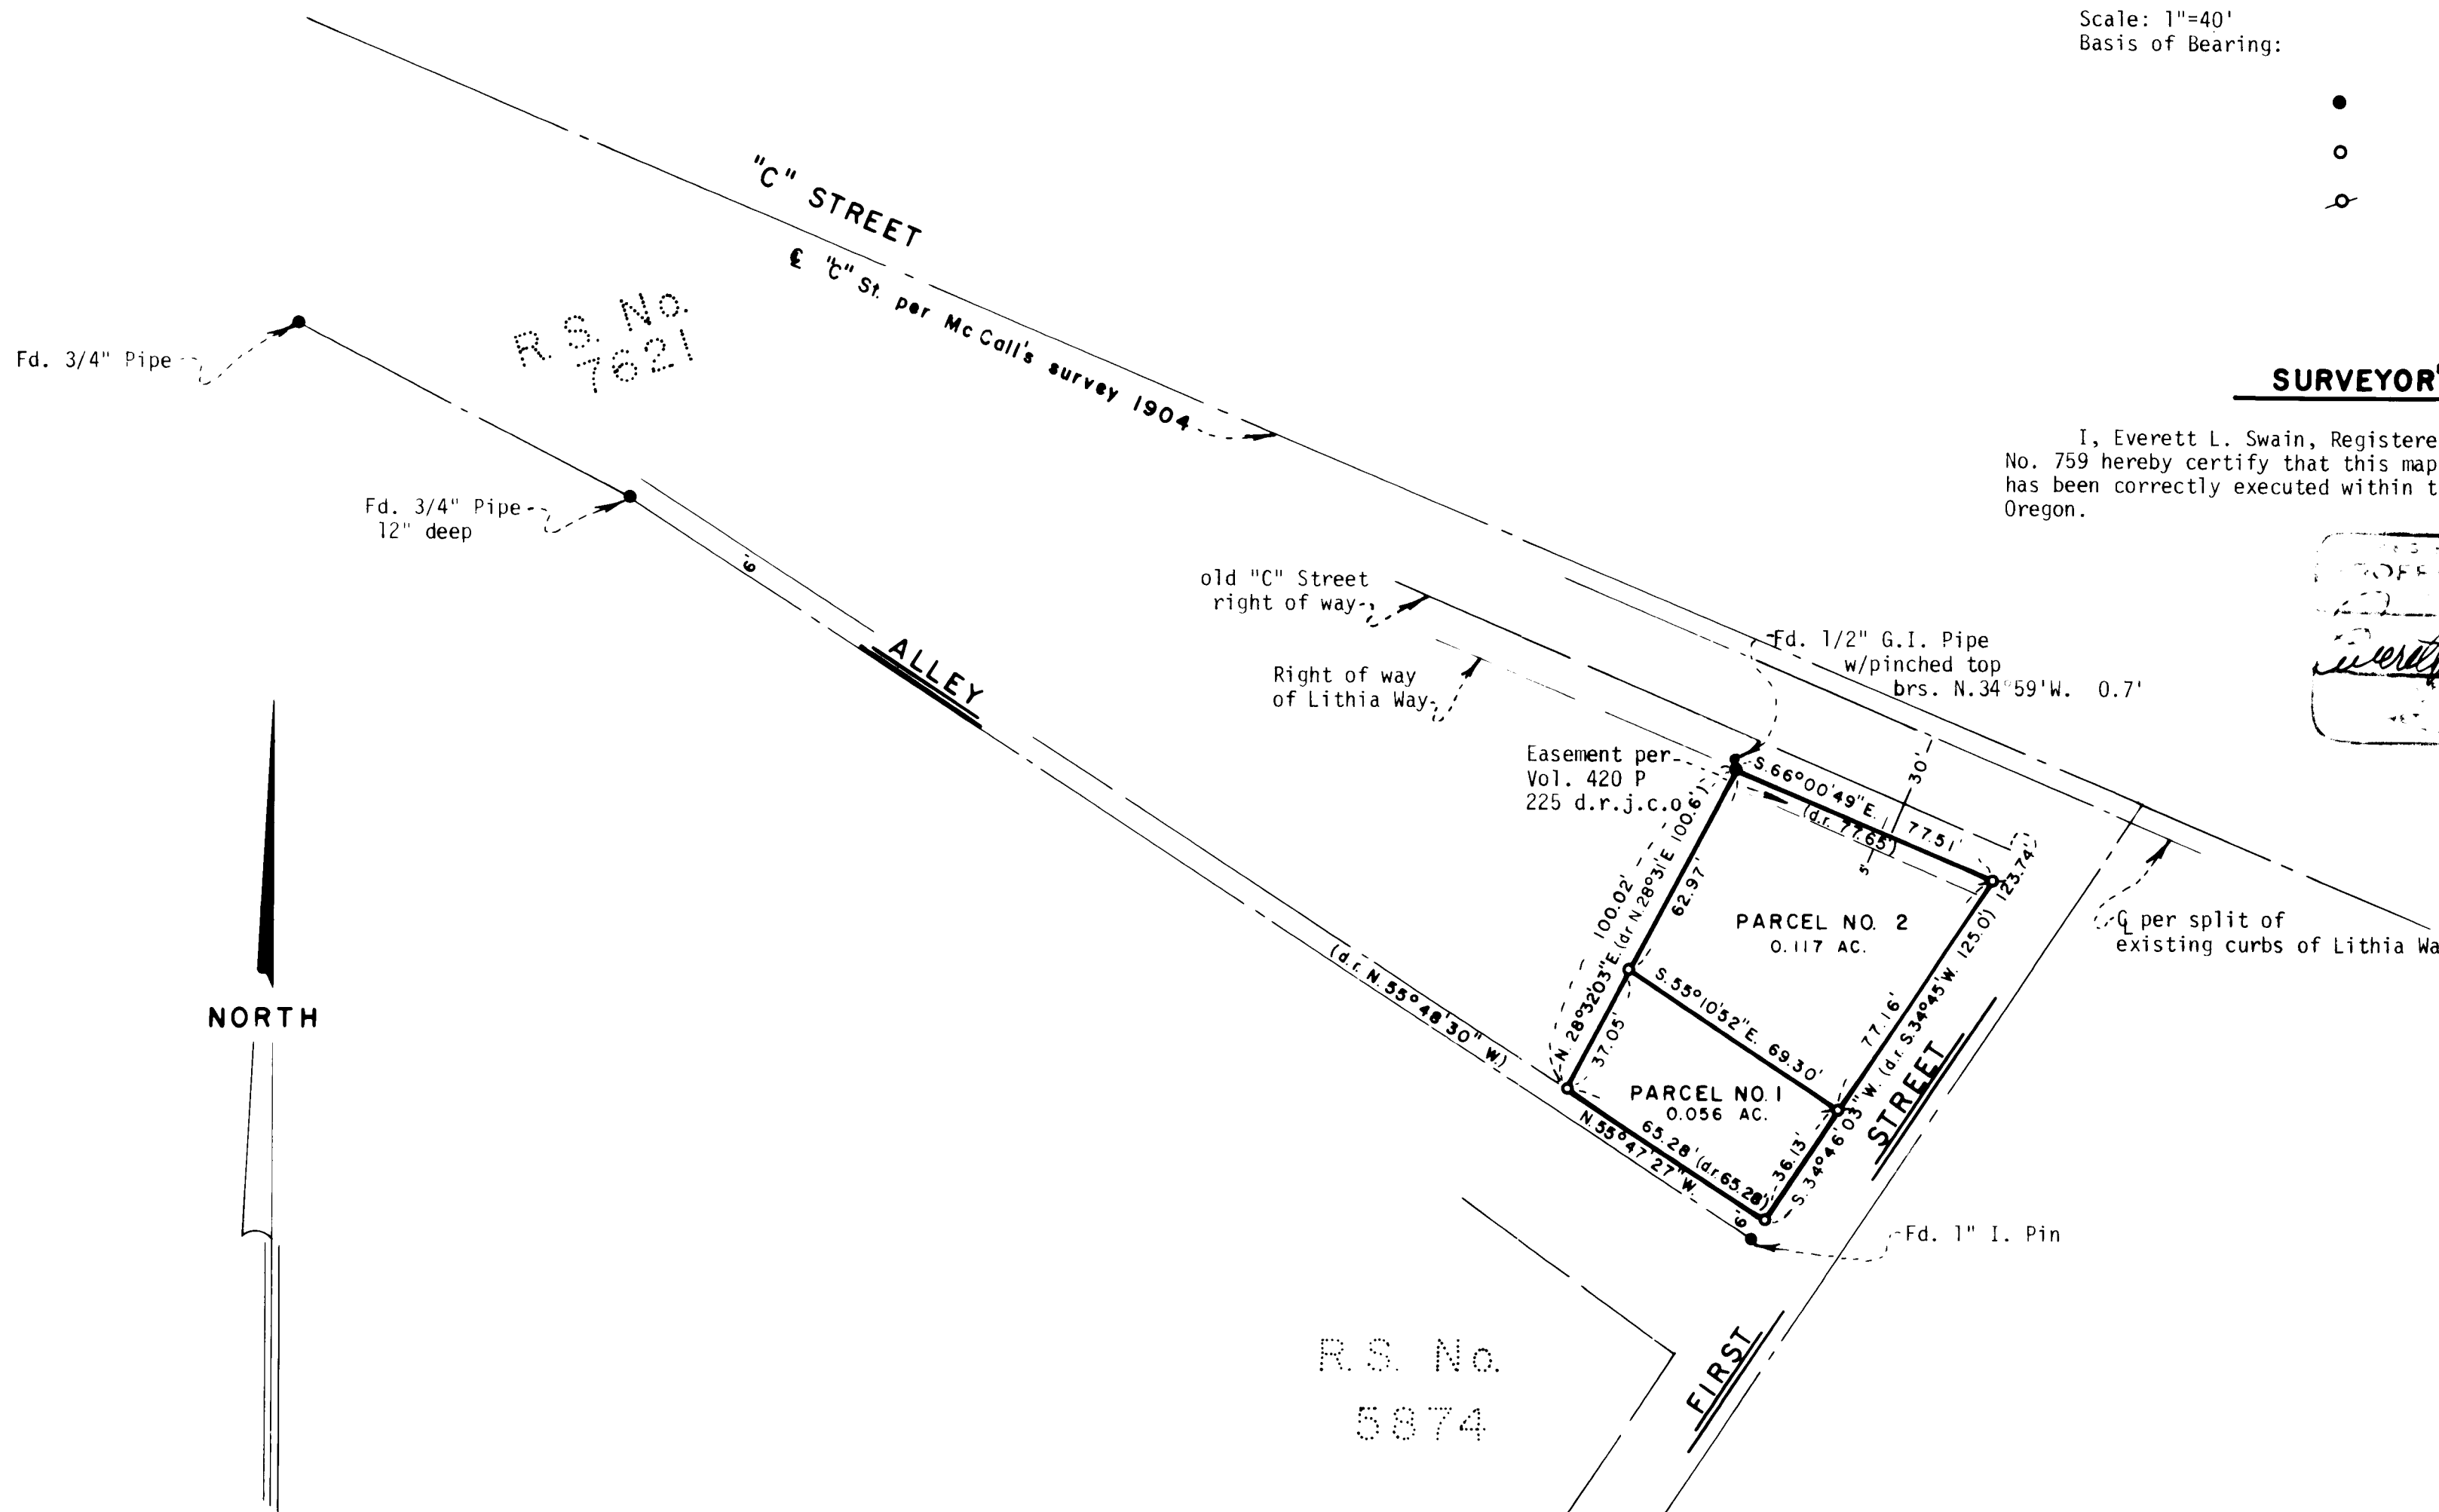 Scale: 1"=40'
Basis of Bearing:
"C" STREET
℄ "C" St. per McCall's survey 1904
R. S. No.
7621
Fd. 3/4" Pipe
Fd. 3/4" Pipe
12" deep
6'
ALLEY
SURVEYOR'
I, Everett L. Swain, Registere
No. 759 hereby certify that this map
has been correctly executed within t
Oregon.
old "C" Street
right of way
Right of way
of Lithia Way
Fd. 1/2" G.I. Pipe
w/pinched top
brs. N.34°59'W. 0.7'
Easement per
Vol. 420 P
225 d.r.j.c.o
S.66°00'49"E. 77.51'
(d.r. 77.65')
30'
5'
100.02'
N. 28°32'03"E. (dr N.28°31'E 100.6')
62.97'
37.05'
PARCEL NO. 2
0.117 AC.
S.55°10'52"E. 69.30'
77.16'
S. 34°46'03"W. (d.r. S.34°45'W. 125.0') 123.74'
℄ per split of
existing curbs of Lithia Wa
(d.r. N.55°48'30" W.)
NORTH
PARCEL NO. 1
0.056 AC.
65.28' (d.r. 65.28')
N.55°47'27"W.
36.13'
6'
STREET
Fd. 1" I. Pin
R.S. No.
5874
FIRST